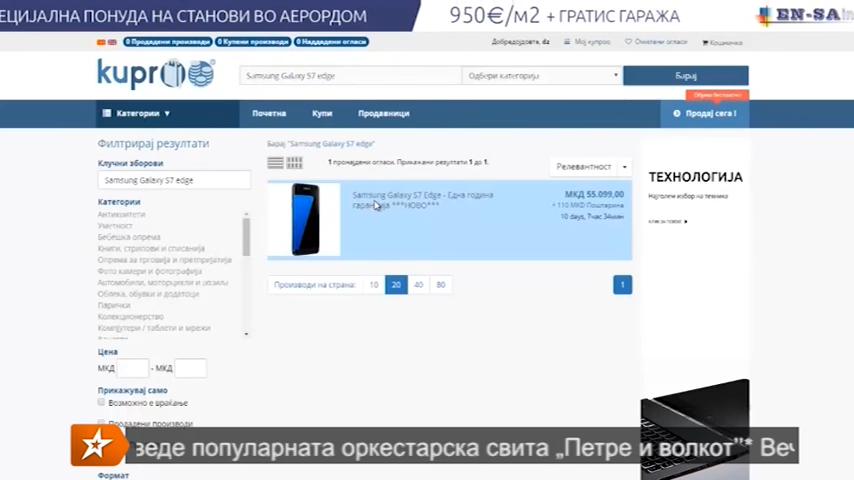 ЕЦИЈАЛНА ПОНУДА НА СТАНОВИ ВО АЕРОДРОМ 950€/м2 + ГРАТИС ГАРАЖА EN-SA
0 Продадени производи 0 Купени производи 0 Наддадени огласи
Добредојдовте, dz Мој купроо Омилени огласи Кошничка
kuproo
Samsung Galaxy S7 edge
Одбери категорија
Барај
Објави бесплатно
Категории Почетна Купи Продавници Продај сега !
Филтрирај резултати
Клучни зборови
Samsung Galaxy S7 edge
Категории
Антиквитети
Уметност
Бебешка опрема
Книги, стрипови и списанија
Опрема за трговија и претпријатија
Фото камери и фотографија
Автомобили, моторцикли и возила
Облека, обувки и додатоци
Парички
Колекционерство
Компјутери / таблети и мрежи
Цена
МКД - МКД
Прикажувај само
Возможно е враќање
Продадени производи
Формат
Барај "Samsung Galaxy S7 edge"
1 пронајдени огласи. Прикажани резултати 1 до 1.
Релевантност
Samsung Galaxy S7 Edge - Една година
гаранција ***НОВО***
МКД 55.099,00
+ 110 МКД Поштарина
10 days, 7час 34мин
Производи на страна: 10 20 40 80
1
ТЕХНОЛОГИЈА
Најголем избор на техника
веде популарната оркестарска свита „Петре и волкот"* Веч